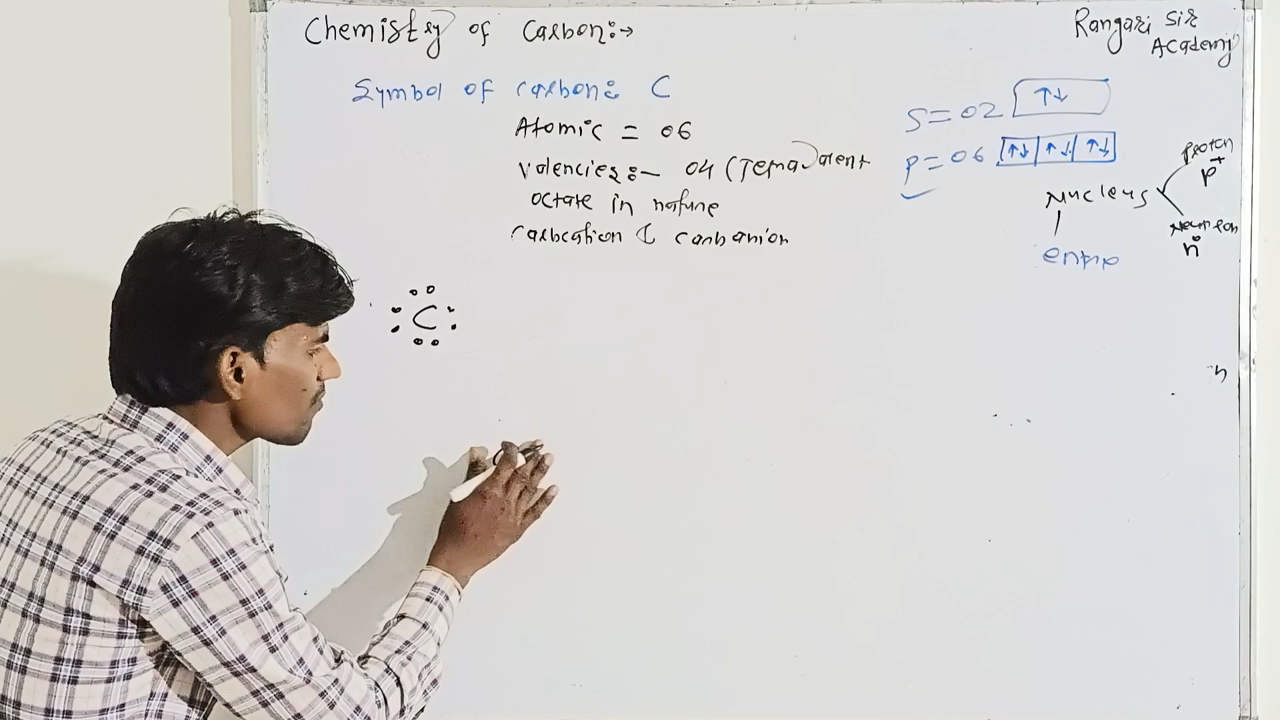 Chemistry of Carbon:→
Rangari Sir
Academy
Symbol of carbon: C
Atomic = 06
Valencies:- 04 (Tetravalent
octate in nature
carbcation & carbanion
S = 02 ↑↓
P = 06 ↑↓ ↑↓ ↑↓
Nucleus
Proton
P+
Neutron
n°
C